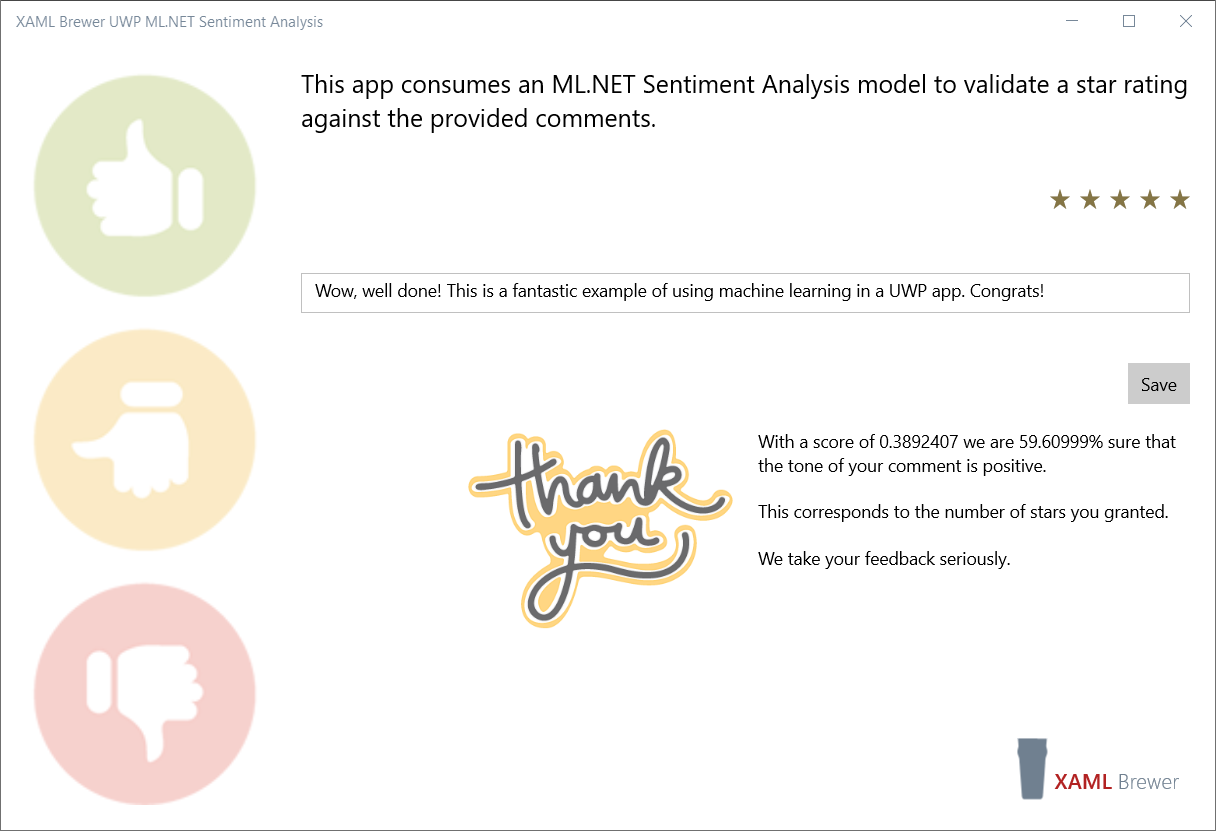 XAML Brewer UWP ML.NET Sentiment Analysis
This app consumes an ML.NET Sentiment Analysis model to validate a star rating
against the provided comments.
Wow, well done! This is a fantastic example of using machine learning in a UWP app. Congrats!
Save
thank
you
With a score of 0.3892407 we are 59.60999% sure that
the tone of your comment is positive.
This corresponds to the number of stars you granted.
We take your feedback seriously.
XAML Brewer